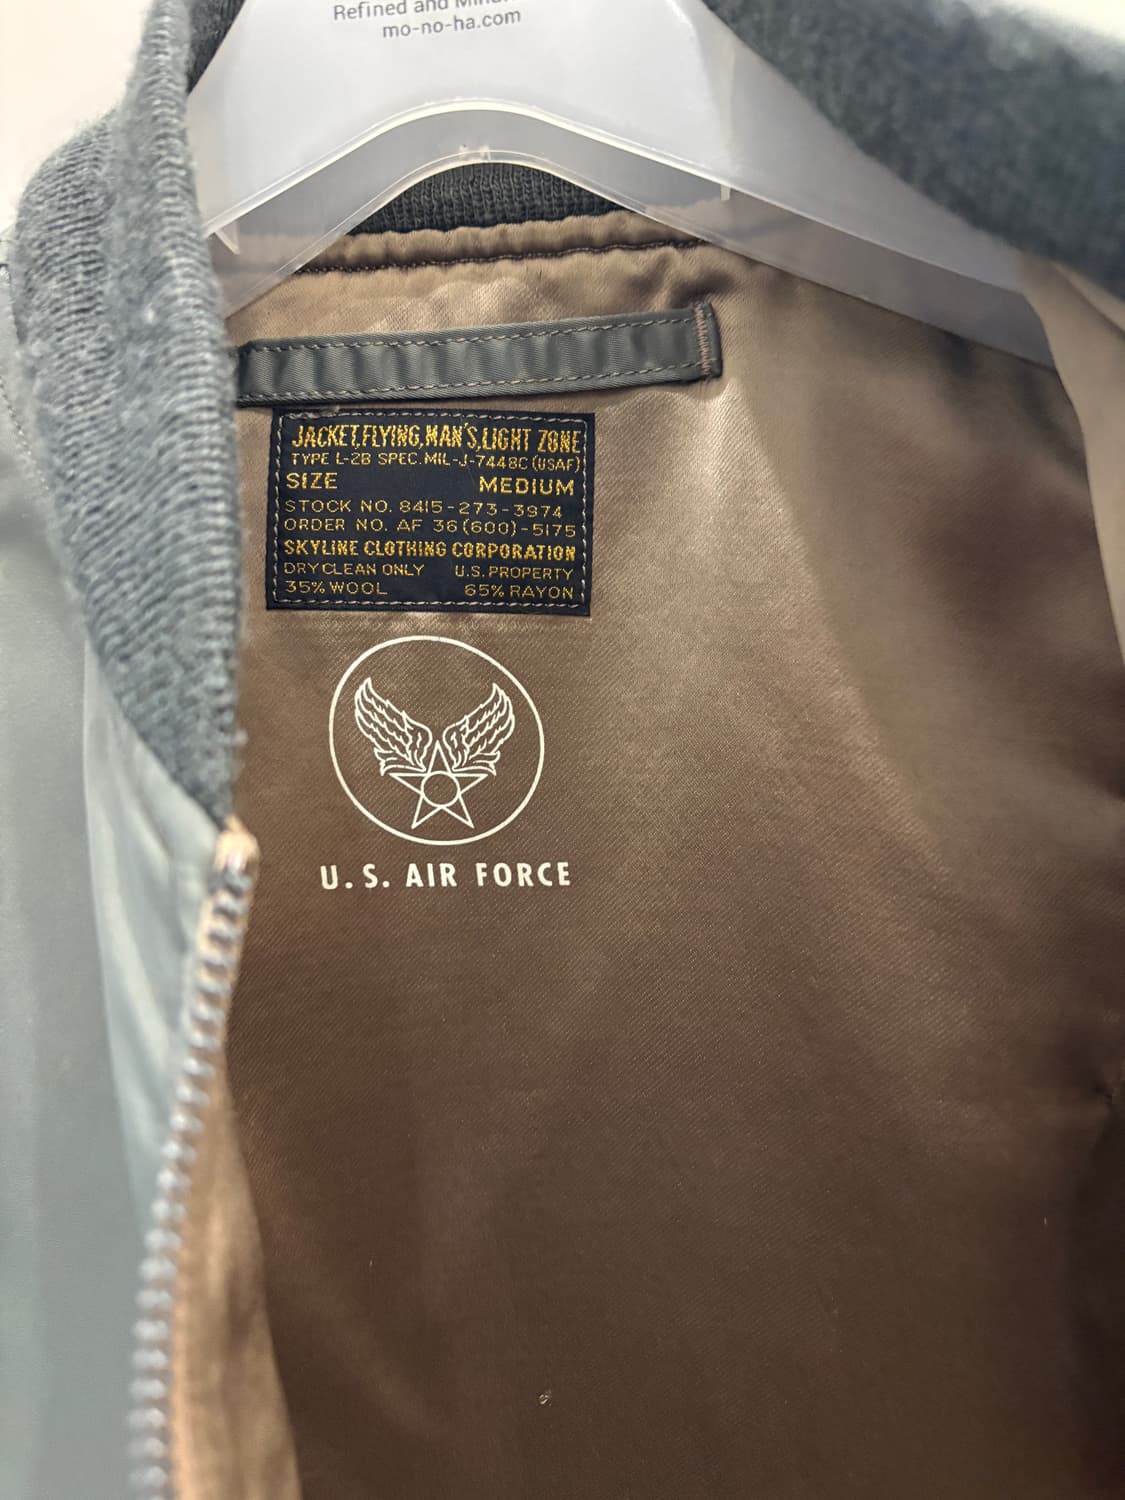 Refined and
mo-no-ha.com
JACKET,FLYING,MAN'S,LIGHT ZONE
TYPE L-2B SPEC.MIL-J-7448C (USAF)
SIZE MEDIUM
STOCK NO. 8415-273-3974
ORDER NO. AF 36(600)-5175
SKYLINE CLOTHING CORPORATION
DRY CLEAN ONLY U.S. PROPERTY
35% WOOL 65% RAYON
U.S. AIR FORCE